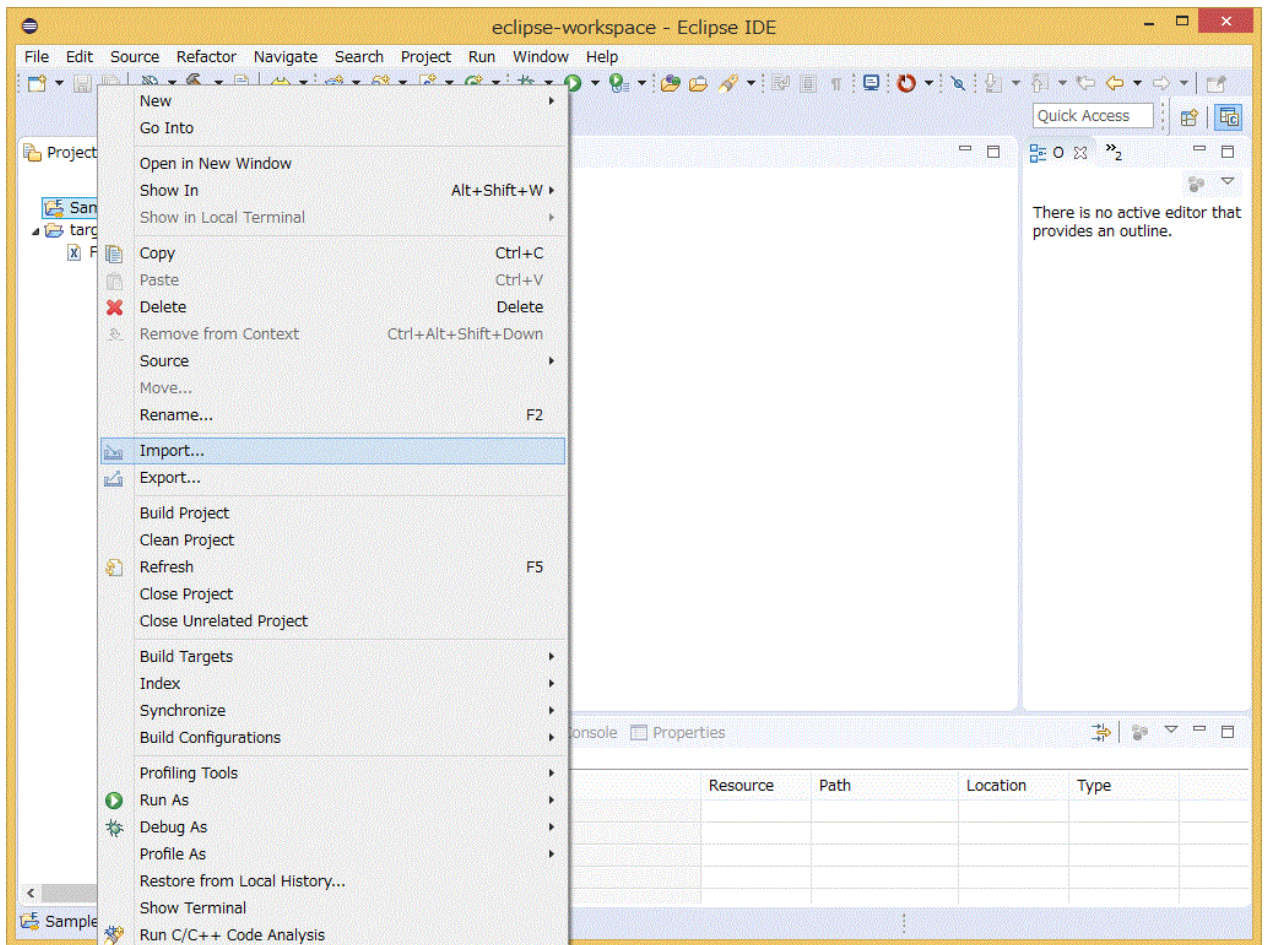 eclipse-workspace - Eclipse IDE
File Edit Source Refactor Navigate Search Project Run Window Help
Quick Access
Project
O
2
There is no active editor that
provides an outline.
Sam
targ
F
New
Go Into
Open in New Window
Show In Alt+Shift+W
Show in Local Terminal
Copy Ctrl+C
Paste Ctrl+V
Delete Delete
Remove from Context Ctrl+Alt+Shift+Down
Source
Move...
Rename... F2
Import...
Export...
Build Project
Clean Project
Refresh F5
Close Project
Close Unrelated Project
Build Targets
Index
Synchronize
Build Configurations
Profiling Tools
Run As
Debug As
Profile As
Restore from Local History...
Show Terminal
Run C/C++ Code Analysis
onsole Properties
Resource Path Location Type
Sample